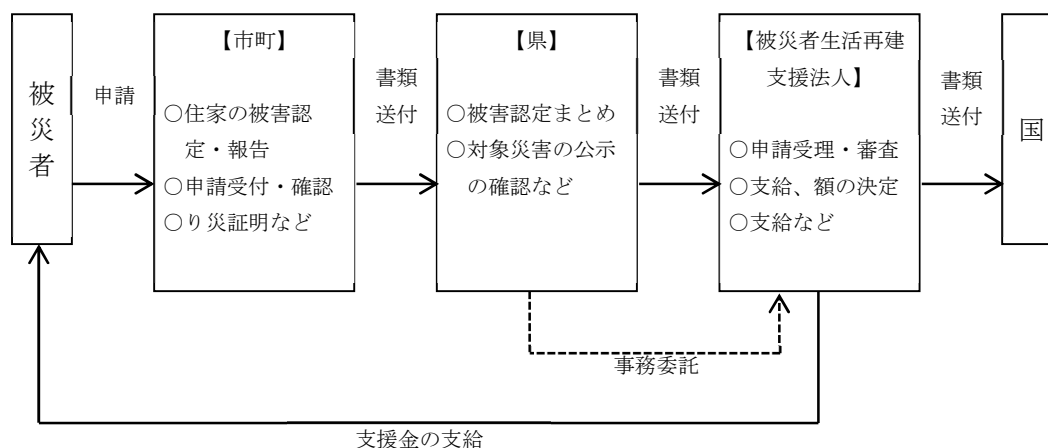 被災者
申請
【市町】
○住家の被害認
定・報告
○申請受付・確認
○り災証明など
書類
送付
【県】
○被害認定まとめ
○対象災害の公示
の確認など
書類
送付
【被災者生活再建
支援法人】
○申請受理・審査
○支給、額の決定
○支給など
書類
送付
国
事務委託
支援金の支給